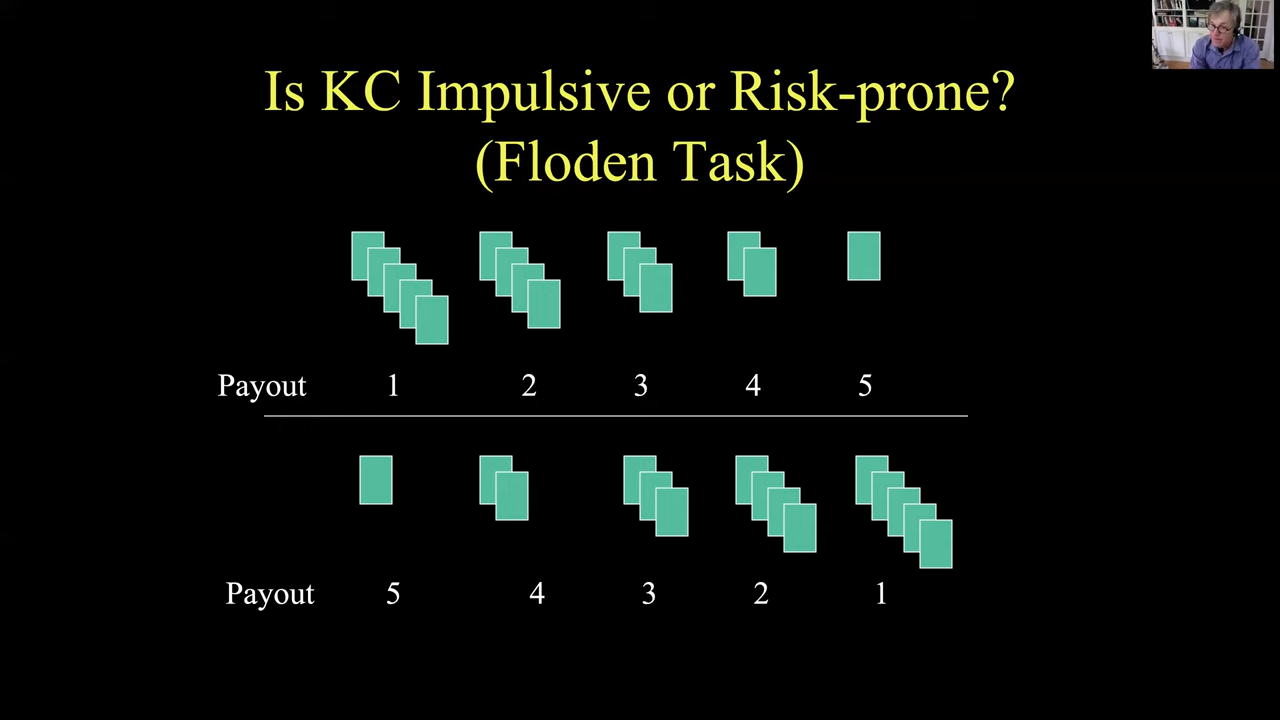 Is KC Impulsive or Risk-prone?
(Floden Task)
Payout 1 2 3 4 5
Payout 5 4 3 2 1